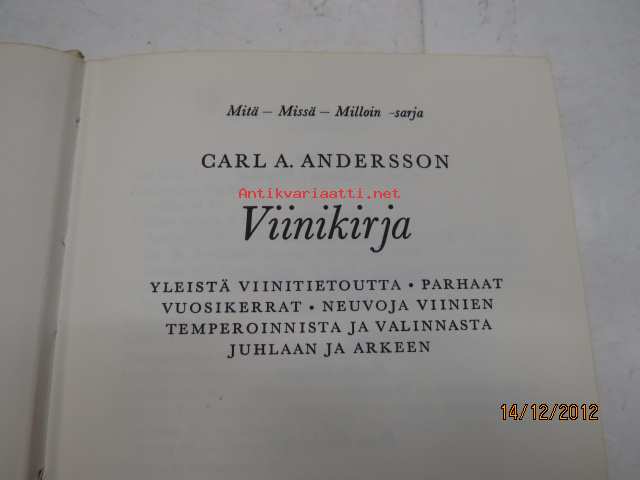 Mitä – Missä – Milloin -sarja
CARL A. ANDERSSON
Antikvariaatti.net
Viinikirja
YLEISTÄ VIINITIETOUTTA • PARHAAT
VUOSIKERRAT • NEUVOJA VIINIEN
TEMPEROINNISTA JA VALINNASTA
JUHLAAN JA ARKEEN
14/12/2012